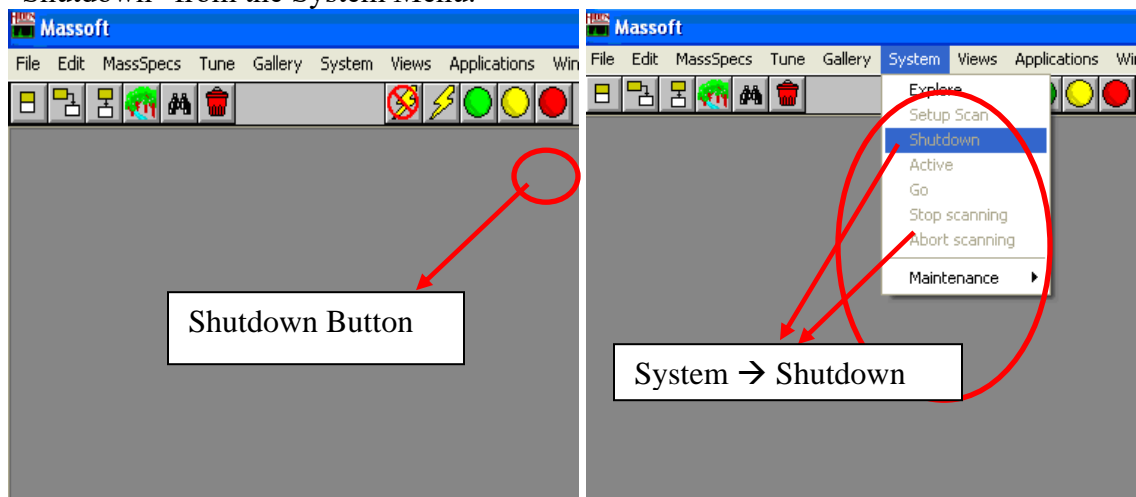 "Shutdown" from the System Menu.
Massoft
File Edit MassSpecs Tune Gallery System Views Applications Win
Shutdown Button
Massoft
File Edit MassSpecs Tune Gallery System Views Applications Wi
Explore
Setup Scan
Shutdown
Active
Go
Stop scanning
Abort scanning
Maintenance
System → Shutdown